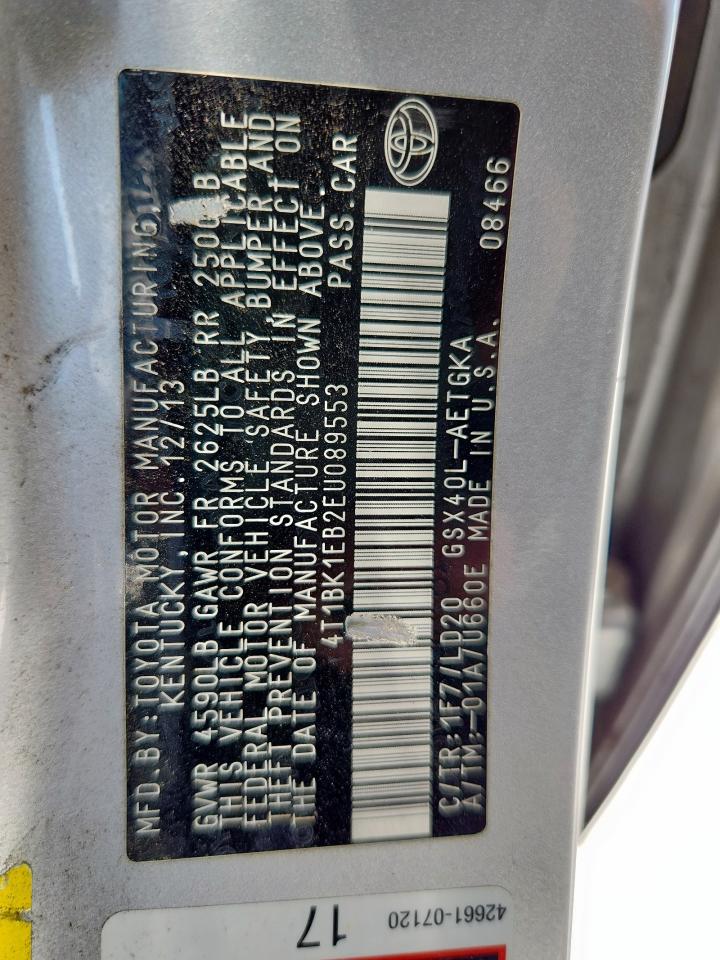 MFD.BY:TOYOTA MOTOR MANUFACTURING,
KENTUCKY,INC. 12/13
GVWR 4590LB GAWR FR 2625LB RR 2500LB
THIS VEHICLE CONFORMS TO ALL APPLICABLE
FEDERAL MOTOR VEHICLE SAFETY, BUMPER AND
THEFT PREVENTION STANDARDS IN EFFECT ON
THE DATE OF MANUFACTURE SHOWN ABOVE.
4T1BK1EB2EU089553 PASS.CAR
C/TR:1F7/LD20 GSX40L-AETGKA
A/TM:-01A/U660E MADE IN U.S.A.
08466
42661-07120
17